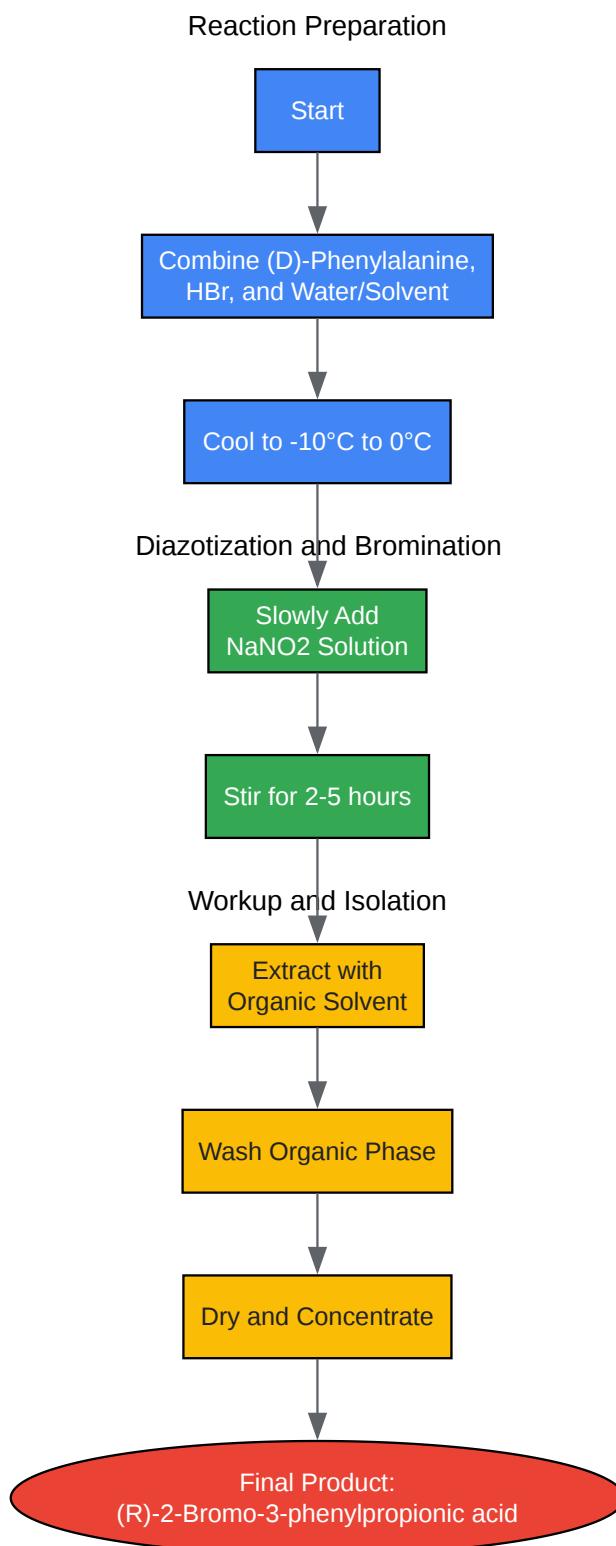 Reaction Preparation
Start
Combine (D)-Phenylalanine,
HBr, and Water/Solvent
Cool to -10°C to 0°C
Diazotization and Bromination
Slowly Add
NaNO2 Solution
Stir for 2-5 hours
Workup and Isolation
Extract with
Organic Solvent
Wash Organic Phase
Dry and Concentrate
Final Product:
(R)-2-Bromo-3-phenylpropionic acid